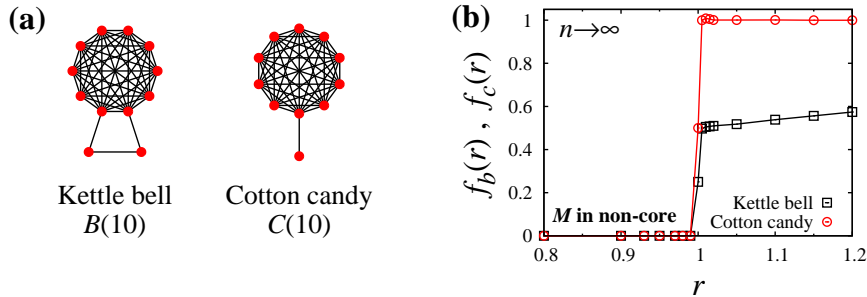 (a)
Kettle bell
B(10)
Cotton candy
C(10)
(b)
n→∞
f_b(r) , f_c(r)
1
0.8
0.6
0.4
0.2
0
M in non-core
Kettle bell
Cotton candy
0.8
0.9
1
1.1
1.2
r